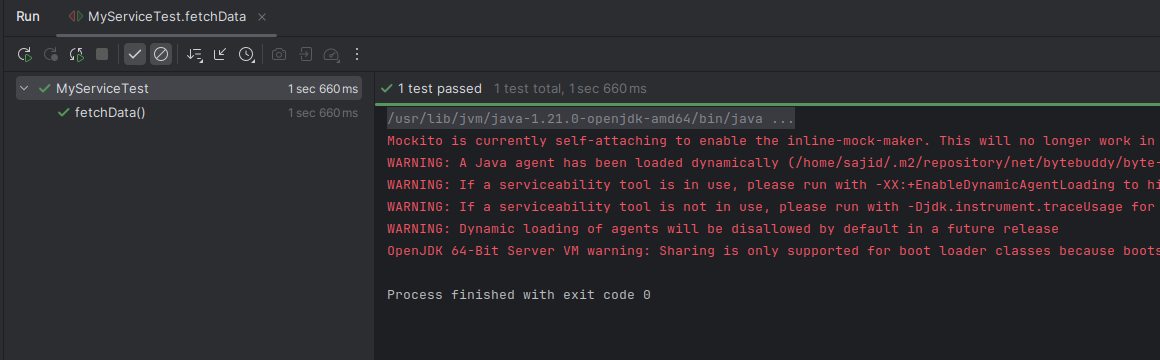 Run MyServiceTest.fetchData
MyServiceTest 1 sec 660 ms
fetchData() 1 sec 660 ms
1 test passed 1 test total, 1 sec 660 ms
/usr/lib/jvm/java-1.21.0-openjdk-amd64/bin/java ...
Mockito is currently self-attaching to enable the inline-mock-maker. This will no longer work in
WARNING: A Java agent has been loaded dynamically (/home/sajid/.m2/repository/net/bytebuddy/byte-
WARNING: If a serviceability tool is in use, please run with -XX:+EnableDynamicAgentLoading to hi
WARNING: If a serviceability tool is not in use, please run with -Djdk.instrument.traceUsage for
WARNING: Dynamic loading of agents will be disallowed by default in a future release
OpenJDK 64-Bit Server VM warning: Sharing is only supported for boot loader classes because boots
Process finished with exit code 0